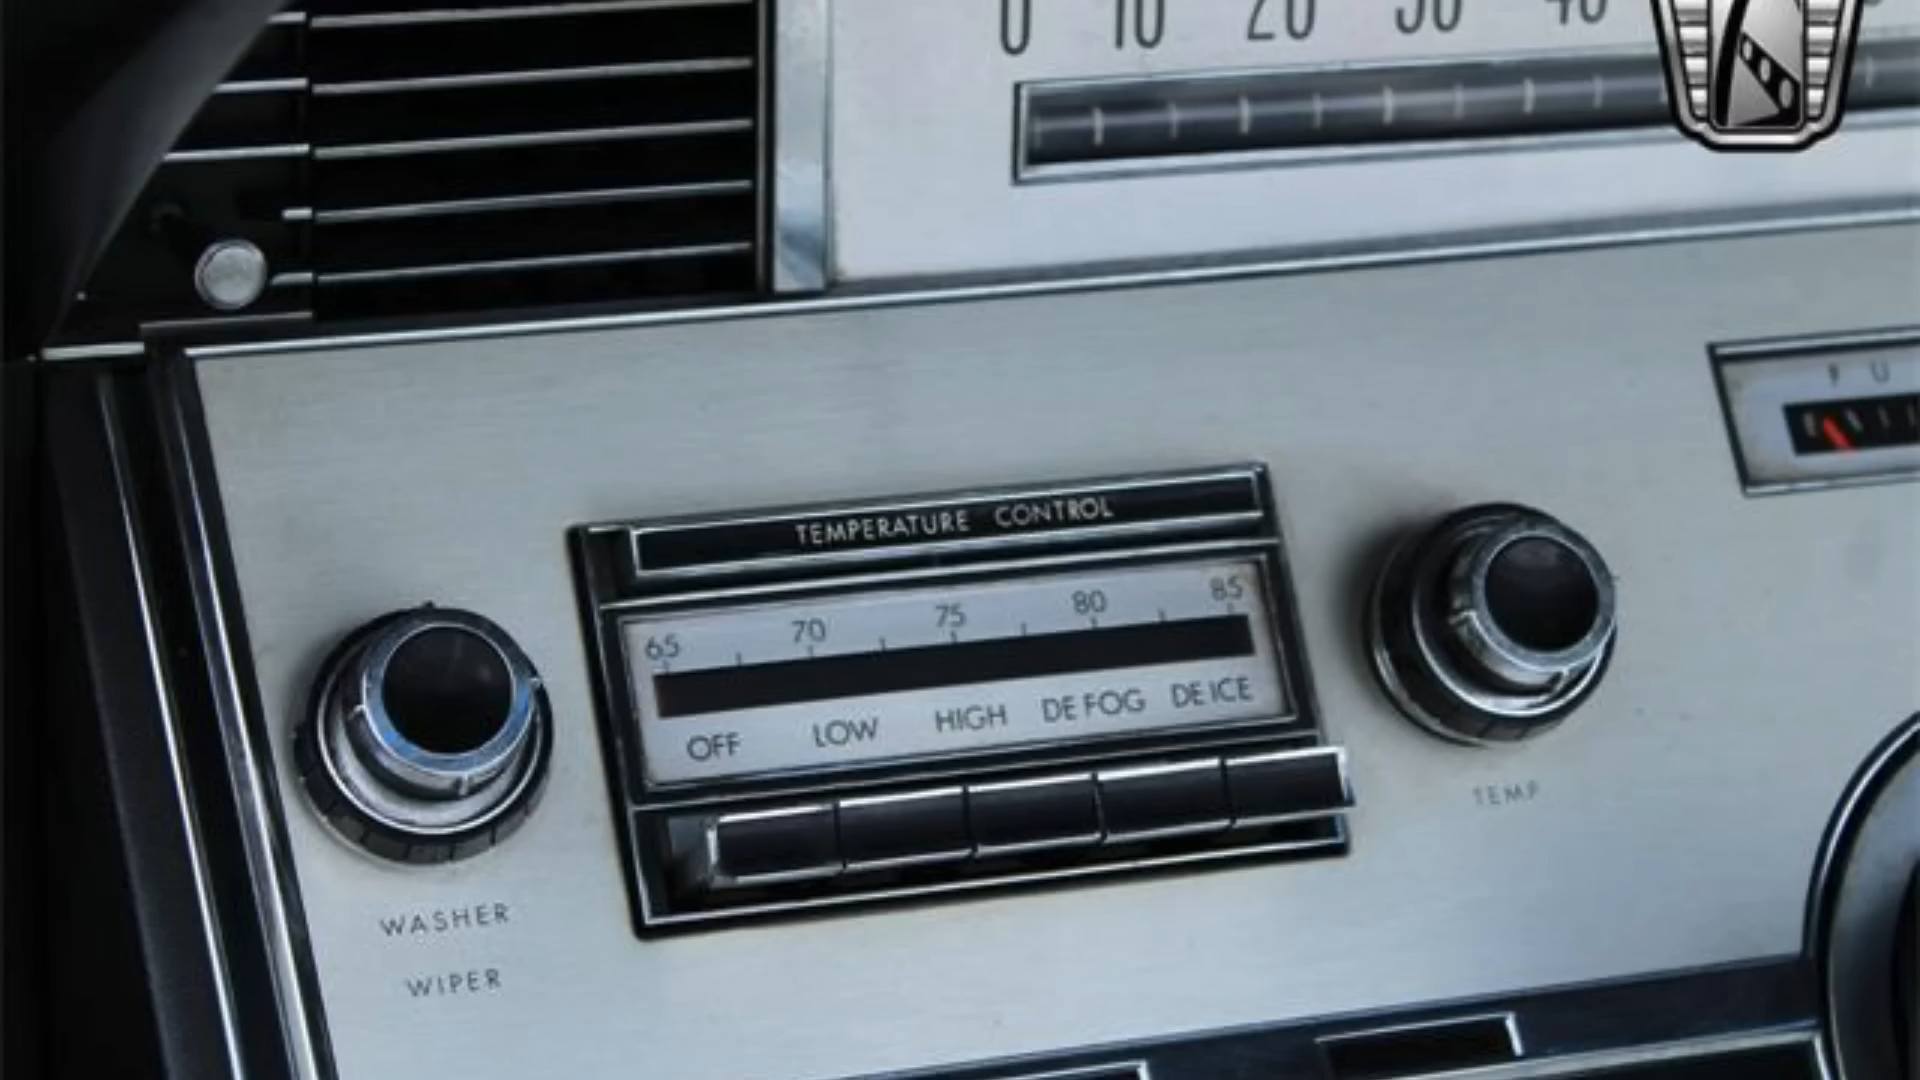 0 10 20 30 40
F U
TEMPERATURE CONTROL
65 70 75 80 85
OFF LOW HIGH DE FOG DE ICE
TEMP
WASHER
WIPER